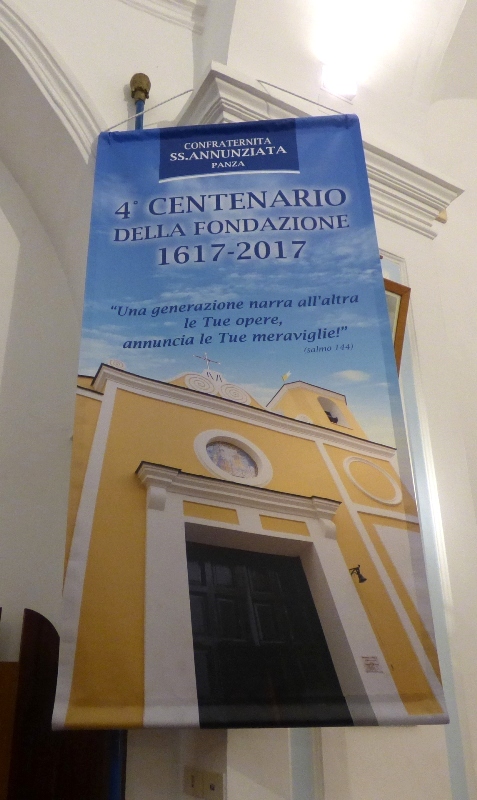 CONFRATERNITA
SS.ANNUNZIATA
PANZA
4° CENTENARIO
DELLA FONDAZIONE
1617-2017
"Una generazione narra all'altra
le Tue opere,
annuncia le Tue meraviglie!"
(salmo 144)